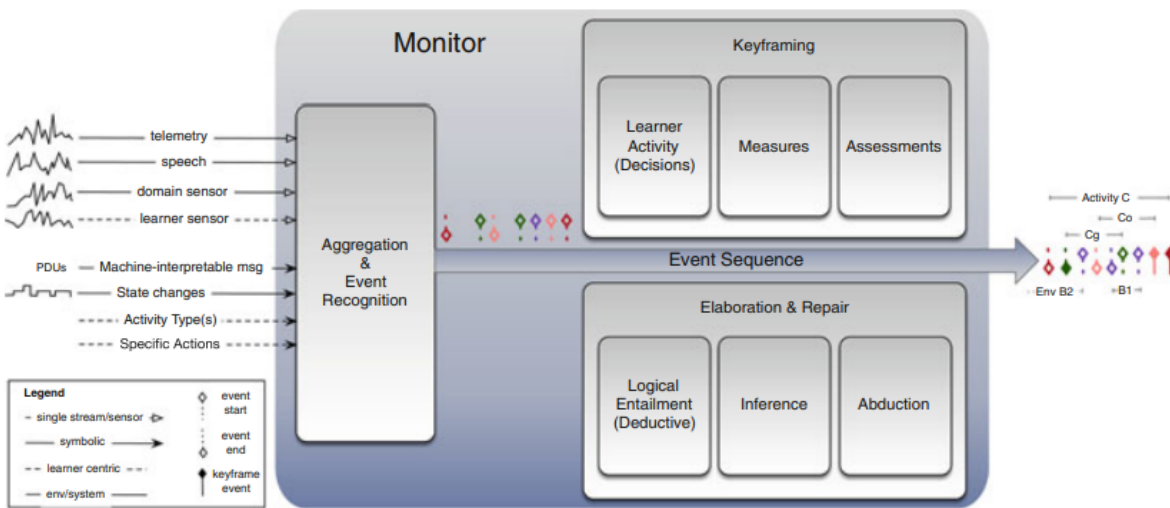 Monitor
Keyframing
Learner
Activity
(Decisions)
Measures
Assessments
telemetry
speech
domain sensor
learner sensor
PDUs
Machine-interpretable msg
State changes
Activity Type(s)
Specific Actions
Aggregation
&
Event
Recognition
Event Sequence
Activity C
Co
Cg
Env B2
B1
Elaboration & Repair
Logical
Entailment
(Deductive)
Inference
Abduction
Legend
single stream/sensor
symbolic
learner centric
env/system
event
start
event
end
keyframe
event